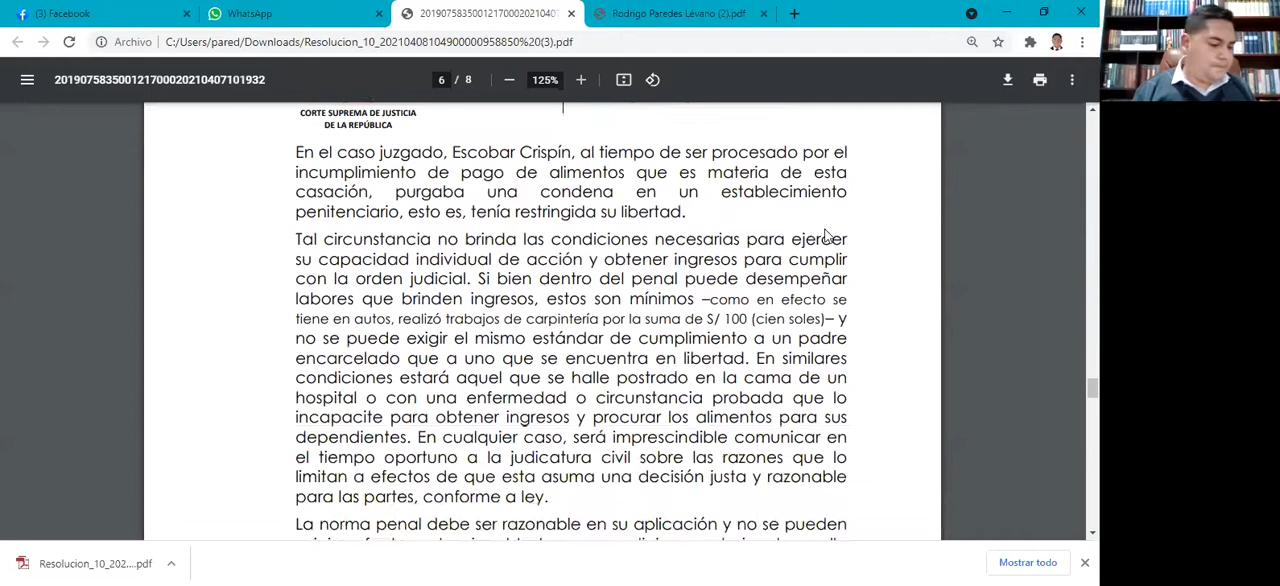 (3) Facebook
WhatsApp
2019075835001217000202104071
Rodrigo Paredes Lévano (2).pdf
Archivo
C:/Users/pared/Downloads/Resolucion_10_20210408104900000958850%20(3).pdf
20190758350012170002021040​7101932
6 / 8
125%
CORTE SUPREMA DE JUSTICIA
DE LA REPÚBLICA
En el caso juzgado, Escobar Crispín, al tiempo de ser procesado por el
incumplimiento de pago de alimentos que es materia de esta
casación, purgaba una condena en un establecimiento
penitenciario, esto es, tenía restringida su libertad.
Tal circunstancia no brinda las condiciones necesarias para ejercer
su capacidad individual de acción y obtener ingresos para cumplir
con la orden judicial. Si bien dentro del penal puede desempeñar
labores que brinden ingresos, estos son mínimos –como en efecto se
tiene en autos, realizó trabajos de carpintería por la suma de S/ 100 (cien soles)– y
no se puede exigir el mismo estándar de cumplimiento a un padre
encarcelado que a uno que se encuentra en libertad. En similares
condiciones estará aquel que se halle postrado en la cama de un
hospital o con una enfermedad o circunstancia probada que lo
incapacite para obtener ingresos y procurar los alimentos para sus
dependientes. En cualquier caso, será imprescindible comunicar en
el tiempo oportuno a la judicatura civil sobre las razones que lo
limitan a efectos de que esta asuma una decisión justa y razonable
para las partes, conforme a ley.
La norma penal debe ser razonable en su aplicación y no se pueden
Resolucion_10_202....pdf
Mostrar todo